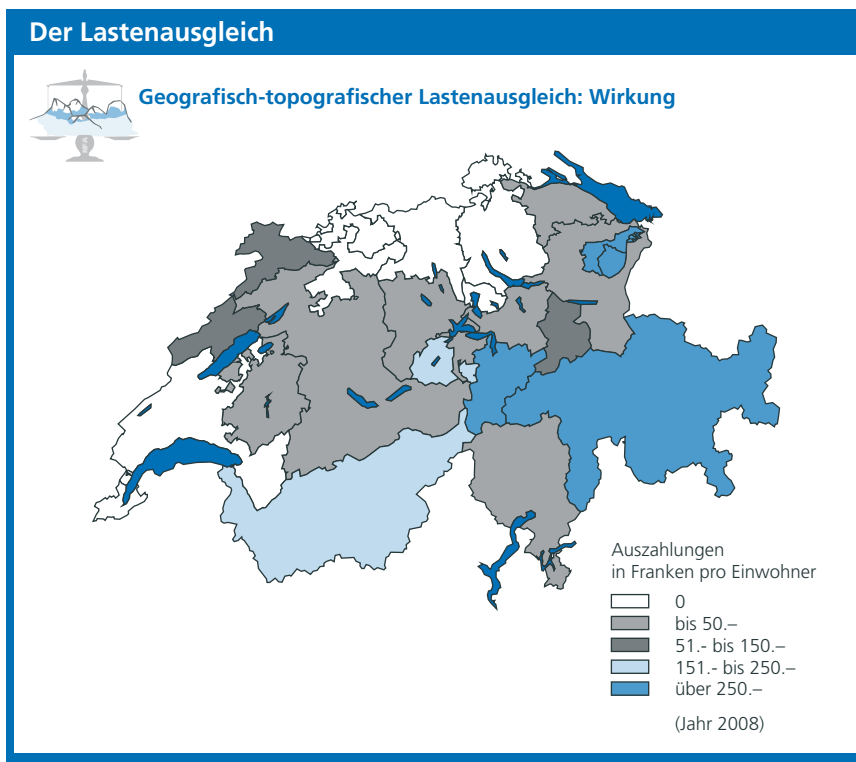 Der Lastenausgleich
Geografisch-topografischer Lastenausgleich: Wirkung
Auszahlungen
in Franken pro Einwohner
0
bis 50.–
51.- bis 150.–
151.- bis 250.–
über 250.–
(Jahr 2008)